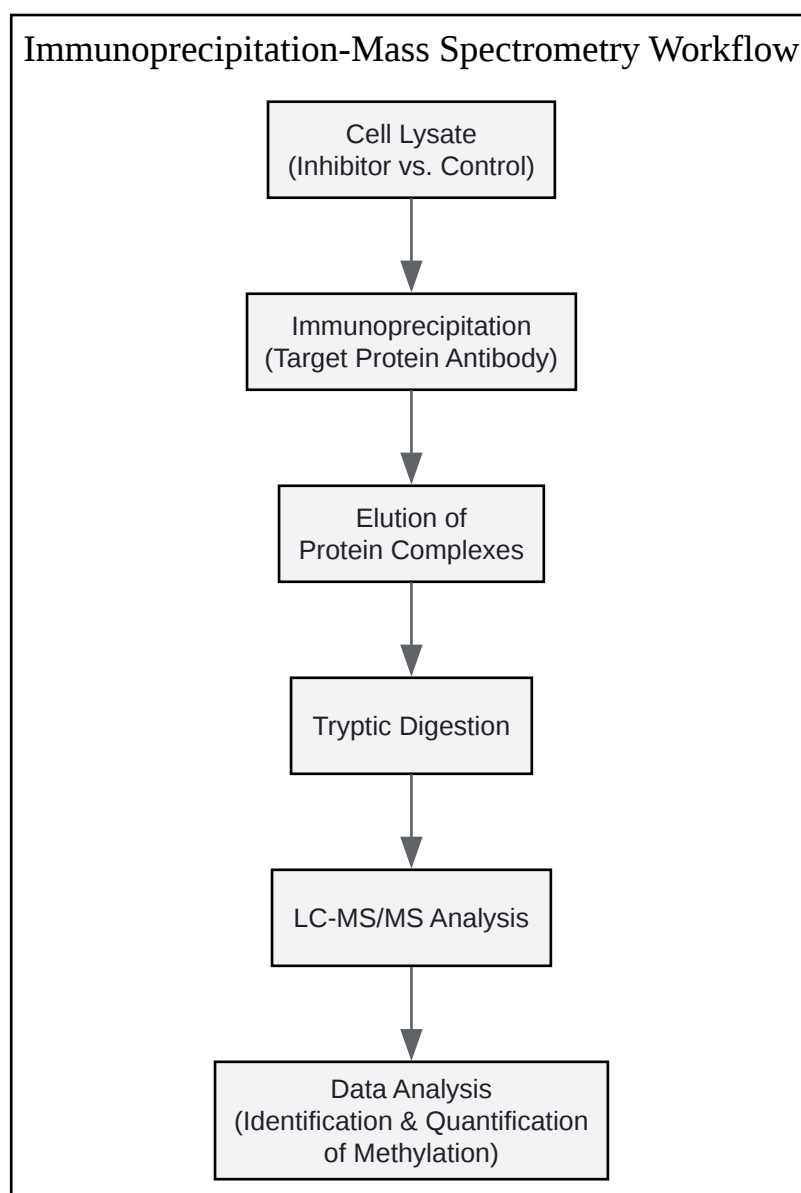 Immunoprecipitation-Mass Spectrometry Workflow
Cell Lysate
(Inhibitor vs. Control)
Immunoprecipitation
(Target Protein Antibody)
Elution of
Protein Complexes
Tryptic Digestion
LC-MS/MS Analysis
Data Analysis
(Identification & Quantification
of Methylation)